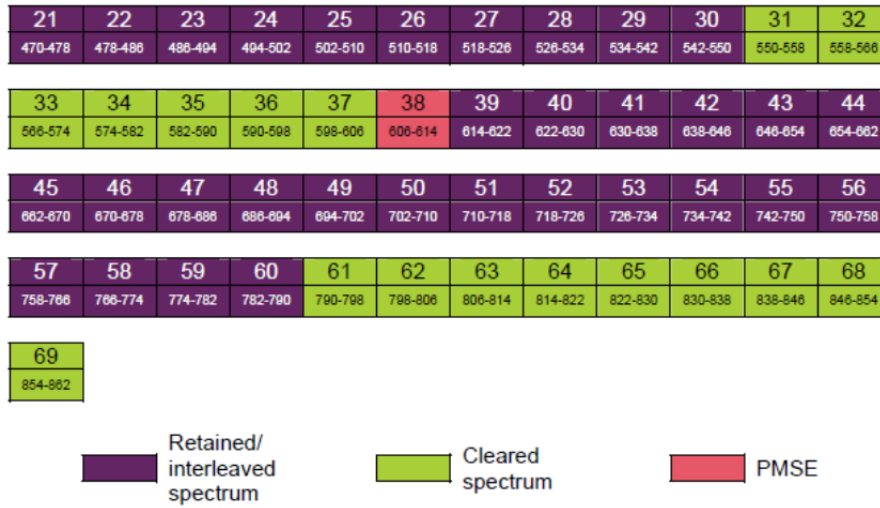 21 22 23 24 25 26 27 28 29 30 31 32
470-478 478-486 486-494 494-502 502-510 510-518 518-526 526-534 534-542 542-550 550-558 558-566
33 34 35 36 37 38 39 40 41 42 43 44
566-574 574-582 582-590 590-598 598-606 606-614 614-622 622-630 630-638 638-646 646-654 654-662
45 46 47 48 49 50 51 52 53 54 55 56
662-670 670-678 678-686 686-694 694-702 702-710 710-718 718-726 726-734 734-742 742-750 750-758
57 58 59 60 61 62 63 64 65 66 67 68
758-766 766-774 774-782 782-790 790-798 798-806 806-814 814-822 822-830 830-838 838-846 846-854
69
854-862
Retained/
interleaved
spectrum
Cleared
spectrum
PMSE